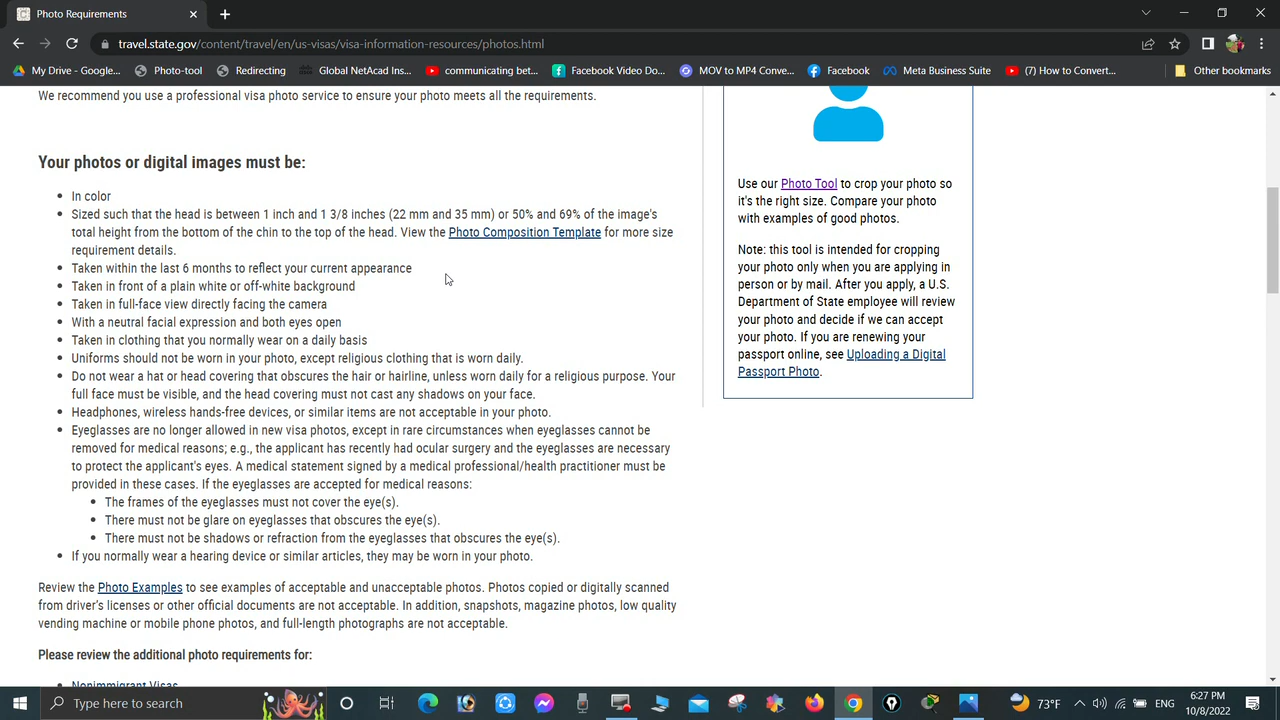 Photo Requirements
travel.state.gov/content/travel/en/us-visas/visa-information-resources/photos.html
My Drive - Google...
Photo-tool
Redirecting
Global NetAcad Ins...
communicating bet...
Facebook Video Do...
MOV to MP4 Conve...
Facebook
Meta Business Suite
(7) How to Convert...
Other bookmarks
We recommend you use a professional visa photo service to ensure your photo meets all the requirements.
Your photos or digital images must be:
In color
Sized such that the head is between 1 inch and 1 3/8 inches (22 mm and 35 mm) or 50% and 69% of the image's
total height from the bottom of the chin to the top of the head. View the Photo Composition Template for more size
requirement details.
Taken within the last 6 months to reflect your current appearance
Taken in front of a plain white or off-white background
Taken in full-face view directly facing the camera
With a neutral facial expression and both eyes open
Taken in clothing that you normally wear on a daily basis
Uniforms should not be worn in your photo, except religious clothing that is worn daily.
Do not wear a hat or head covering that obscures the hair or hairline, unless worn daily for a religious purpose. Your
full face must be visible, and the head covering must not cast any shadows on your face.
Headphones, wireless hands-free devices, or similar items are not acceptable in your photo.
Eyeglasses are no longer allowed in new visa photos, except in rare circumstances when eyeglasses cannot be
removed for medical reasons; e.g., the applicant has recently had ocular surgery and the eyeglasses are necessary
to protect the applicant's eyes. A medical statement signed by a medical professional/health practitioner must be
provided in these cases. If the eyeglasses are accepted for medical reasons:
The frames of the eyeglasses must not cover the eye(s).
There must not be glare on eyeglasses that obscures the eye(s).
There must not be shadows or refraction from the eyeglasses that obscures the eye(s).
If you normally wear a hearing device or similar articles, they may be worn in your photo.
Review the Photo Examples to see examples of acceptable and unacceptable photos. Photos copied or digitally scanned
from driver's licenses or other official documents are not acceptable. In addition, snapshots, magazine photos, low quality
vending machine or mobile phone photos, and full-length photographs are not acceptable.
Please review the additional photo requirements for:
Nonimmigrant Visas
Use our Photo Tool to crop your photo so
it's the right size. Compare your photo
with examples of good photos.
Note: this tool is intended for cropping
your photo only when you are applying in
person or by mail. After you apply, a U.S.
Department of State employee will review
your photo and decide if we can accept
your photo. If you are renewing your
passport online, see Uploading a Digital
Passport Photo.
Type here to search
73°F
ENG
6:27 PM
10/8/2022